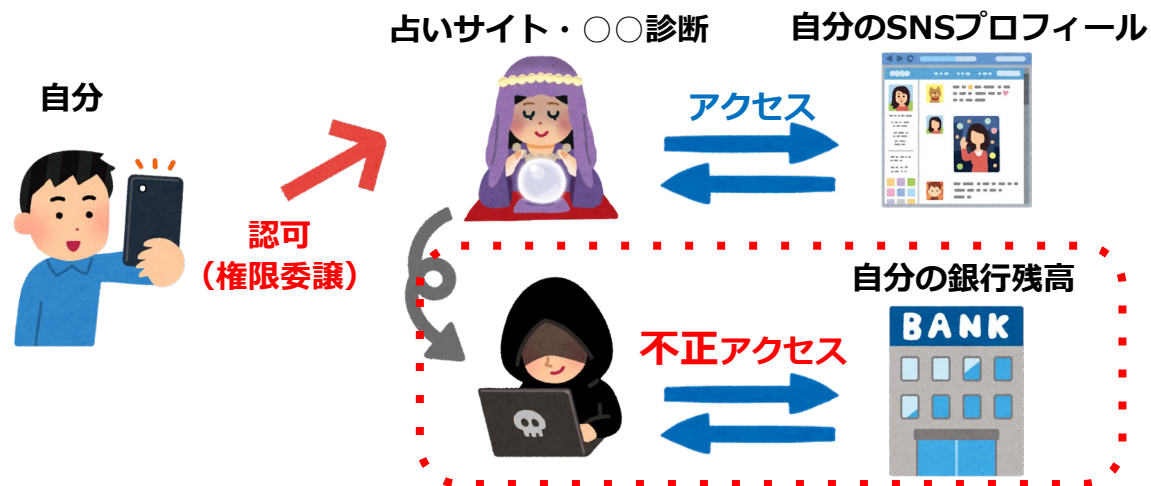 占いサイト・○○診断
自分のSNSプロフィール
自分
アクセス
認可
（権限委譲）
自分の銀行残高
BANK
不正アクセス